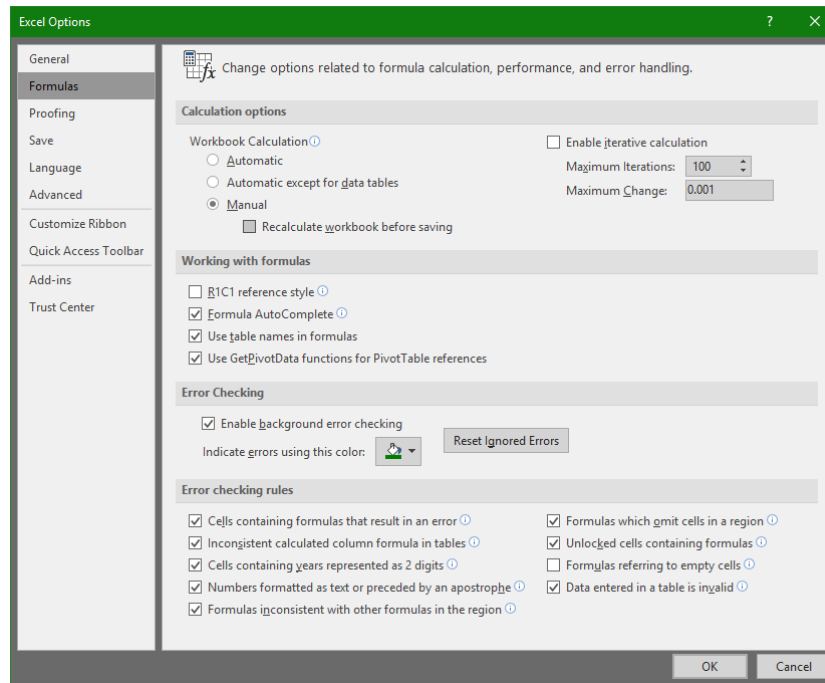 Excel Options
General
Formulas
Proofing
Save
Language
Advanced
Customize Ribbon
Quick Access Toolbar
Add-ins
Trust Center
Change options related to formula calculation, performance, and error handling.
Calculation options
Workbook Calculation
Automatic
Automatic except for data tables
Manual
Recalculate workbook before saving
Enable iterative calculation
Maximum Iterations: 100
Maximum Change: 0.001
Working with formulas
R1C1 reference style
Formula AutoComplete
Use table names in formulas
Use GetPivotData functions for PivotTable references
Error Checking
Enable background error checking
Indicate errors using this color:
Reset Ignored Errors
Error checking rules
Cells containing formulas that result in an error
Inconsistent calculated column formula in tables
Cells containing years represented as 2 digits
Numbers formatted as text or preceded by an apostrophe
Formulas inconsistent with other formulas in the region
Formulas which omit cells in a region
Unlocked cells containing formulas
Formulas referring to empty cells
Data entered in a table is invalid
OK
Cancel